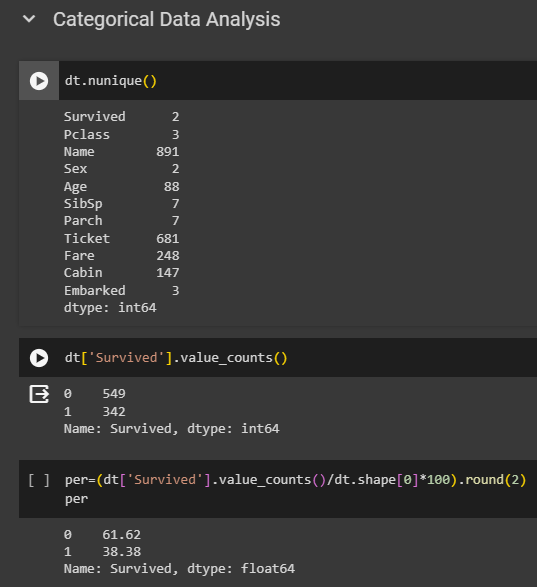 Categorical Data Analysis
dt.nunique()
Survived      2
Pclass        3
Name        891
Sex           2
Age          88
SibSp         7
Parch         7
Ticket      681
Fare        248
Cabin       147
Embarked      3
dtype: int64
dt['Survived'].value_counts()
0    549
1    342
Name: Survived, dtype: int64
[ ] per=(dt['Survived'].value_counts()/dt.shape[0]*100).round(2)
per
0    61.62
1    38.38
Name: Survived, dtype: float64